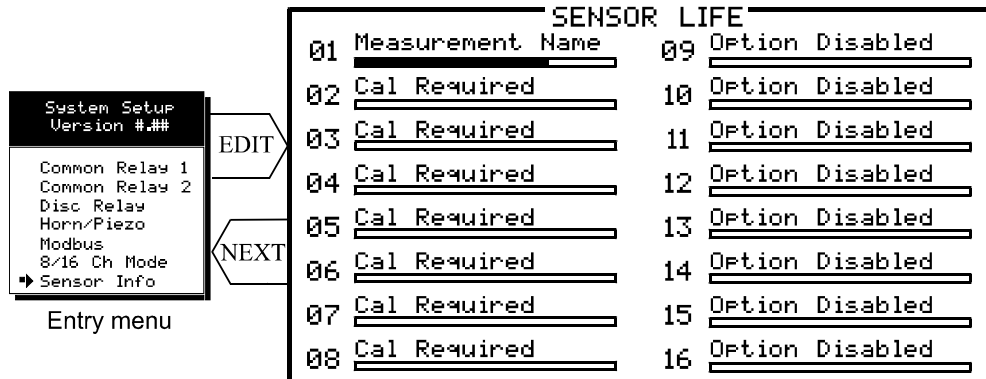 System Setup
Version #.##
Common Relay 1
Common Relay 2
Disc Relay
Horn/Piezo
Modbus
8/16 Ch Mode
Sensor Info
Entry menu
EDIT
NEXT
SENSOR LIFE
01 Measurement Name
02 Cal Required
03 Cal Required
04 Cal Required
05 Cal Required
06 Cal Required
07 Cal Required
08 Cal Required
09 Option Disabled
10 Option Disabled
11 Option Disabled
12 Option Disabled
13 Option Disabled
14 Option Disabled
15 Option Disabled
16 Option Disabled